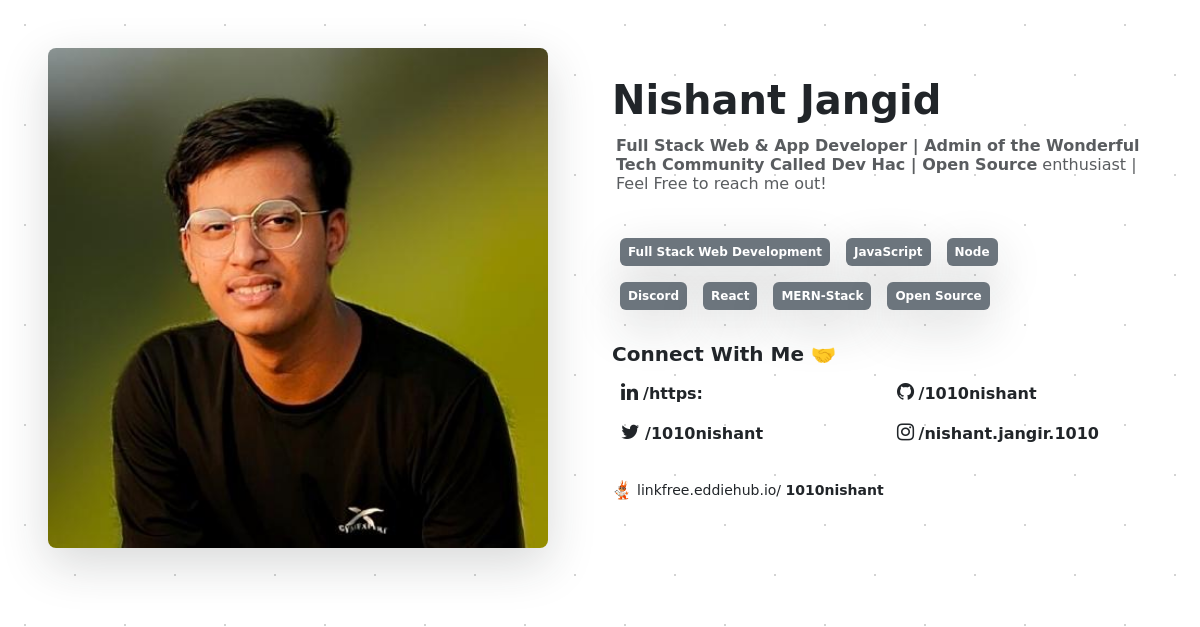 Nishant Jangid
Full Stack Web & App Developer | Admin of the Wonderful
Tech Community Called Dev Hac | Open Source enthusiast |
Feel Free to reach me out!
Full Stack Web Development JavaScript Node
Discord React MERN-Stack Open Source
Connect With Me 🤝
/https: /1010nishant
/1010nishant /nishant.jangir.1010
linkfree.eddiehub.io/ 1010nishant